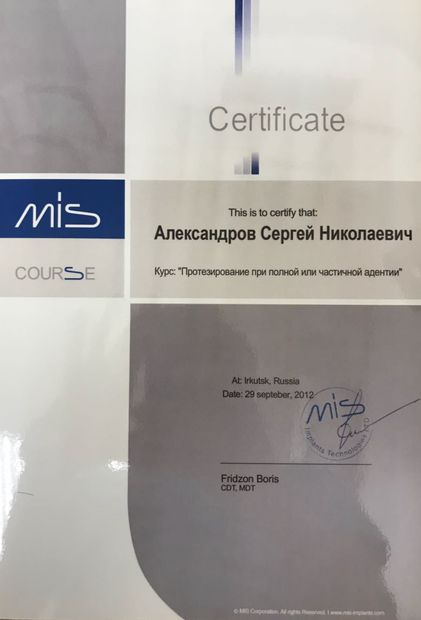 Certificate
mis
COURSE
This is to certify that:
Александров Сергей Николаевич
Курс: "Протезирование при полной или частичной адентии"
At: Irkutsk, Russia
Date: 29 septeber, 2012
mis
Implants Technologies LTD
Fridzon Boris
CDT, MDT
© MIS Corporation. All rights Reserved. I www.mis-implants.com